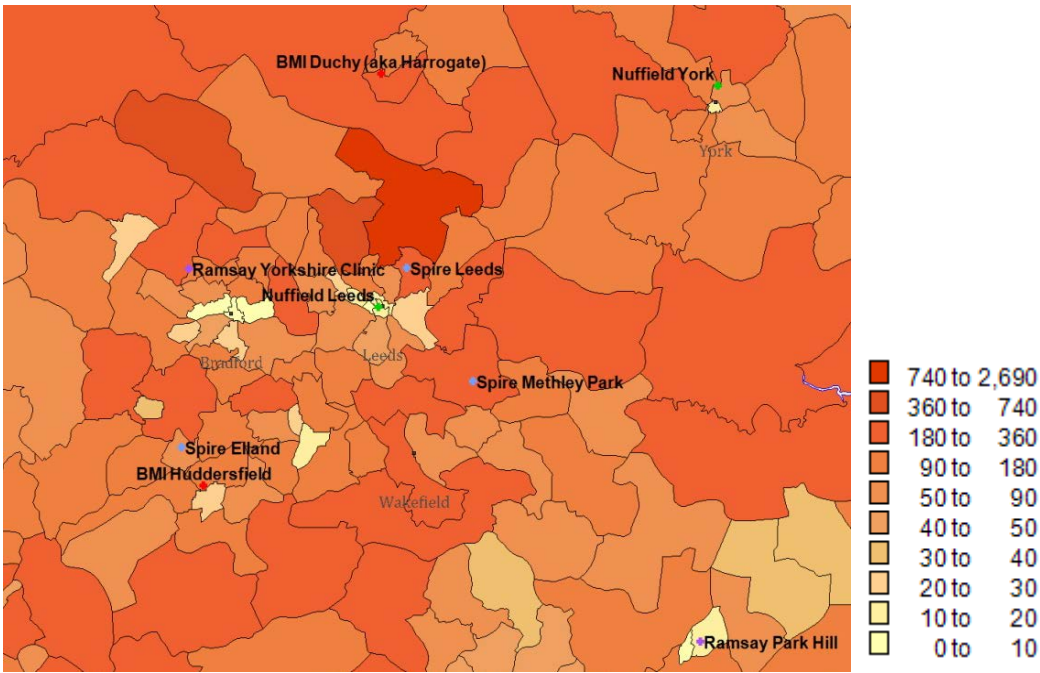 BMI Duchy (aka Harrogate)
Nuffield York
York
Ramsay Yorkshire Clinic
Spire Leeds
Nuffield Leeds
Bradford
Leeds
Spire Methley Park
Spire Elland
BMI Huddersfield
Wakefield
Ramsay Park Hill
740 to 2,690
360 to 740
180 to 360
90 to 180
50 to 90
40 to 50
30 to 40
20 to 30
10 to 20
0 to 10